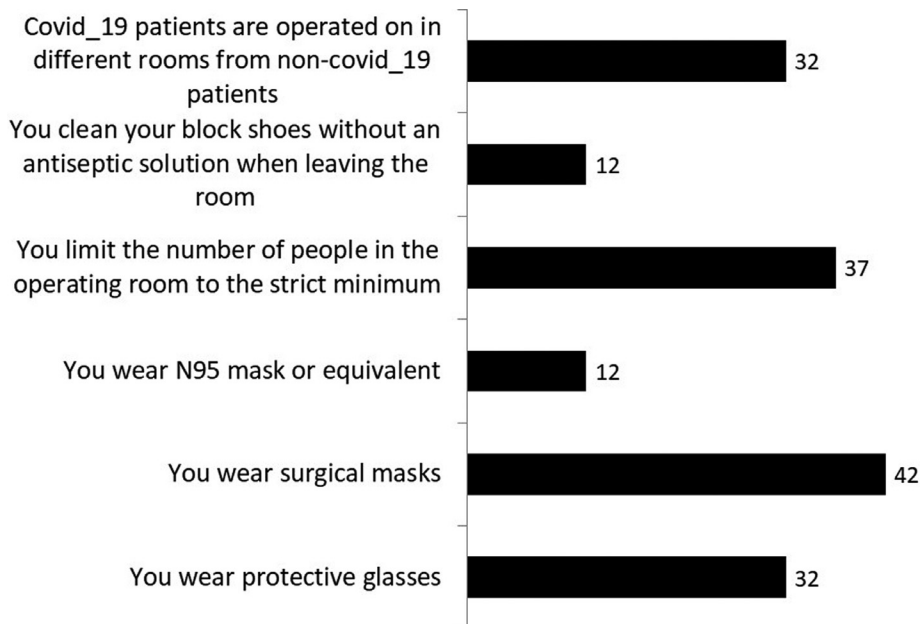 Covid_19 patients are operated on in
different rooms from non-covid_19
patients
32
You clean your block shoes without an
antiseptic solution when leaving the
room
12
You limit the number of people in the
operating room to the strict minimum
37
You wear N95 mask or equivalent
12
You wear surgical masks
42
You wear protective glasses
32